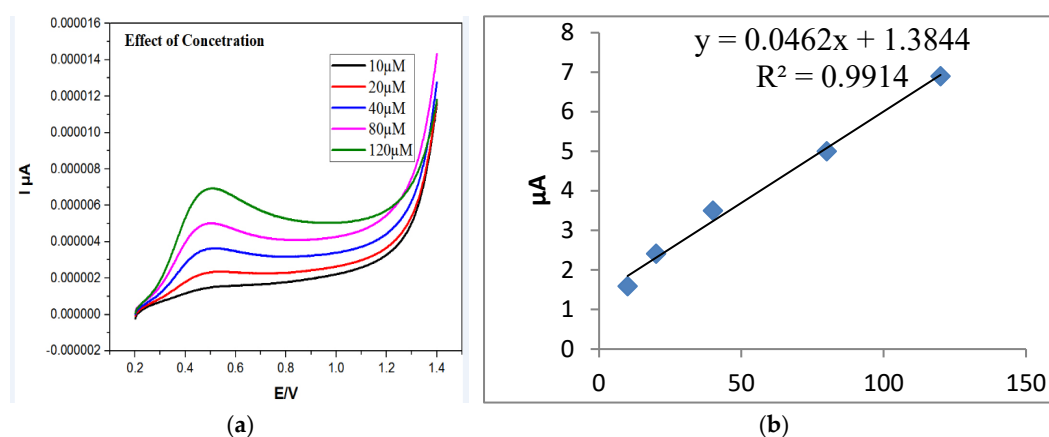 Effect of Concetration
10µM
20µM
40µM
80µM
120µM
0.000016
0.000014
0.000012
0.000010
0.000008
0.000006
0.000004
0.000002
0.000000
-0.000002
I µA
0.2 0.4 0.6 0.8 1.0 1.2 1.4
E/V
(a)
y = 0.0462x + 1.3844
R² = 0.9914
8
7
6
5
4
3
2
1
0
µA
0 50 100 150
(b)